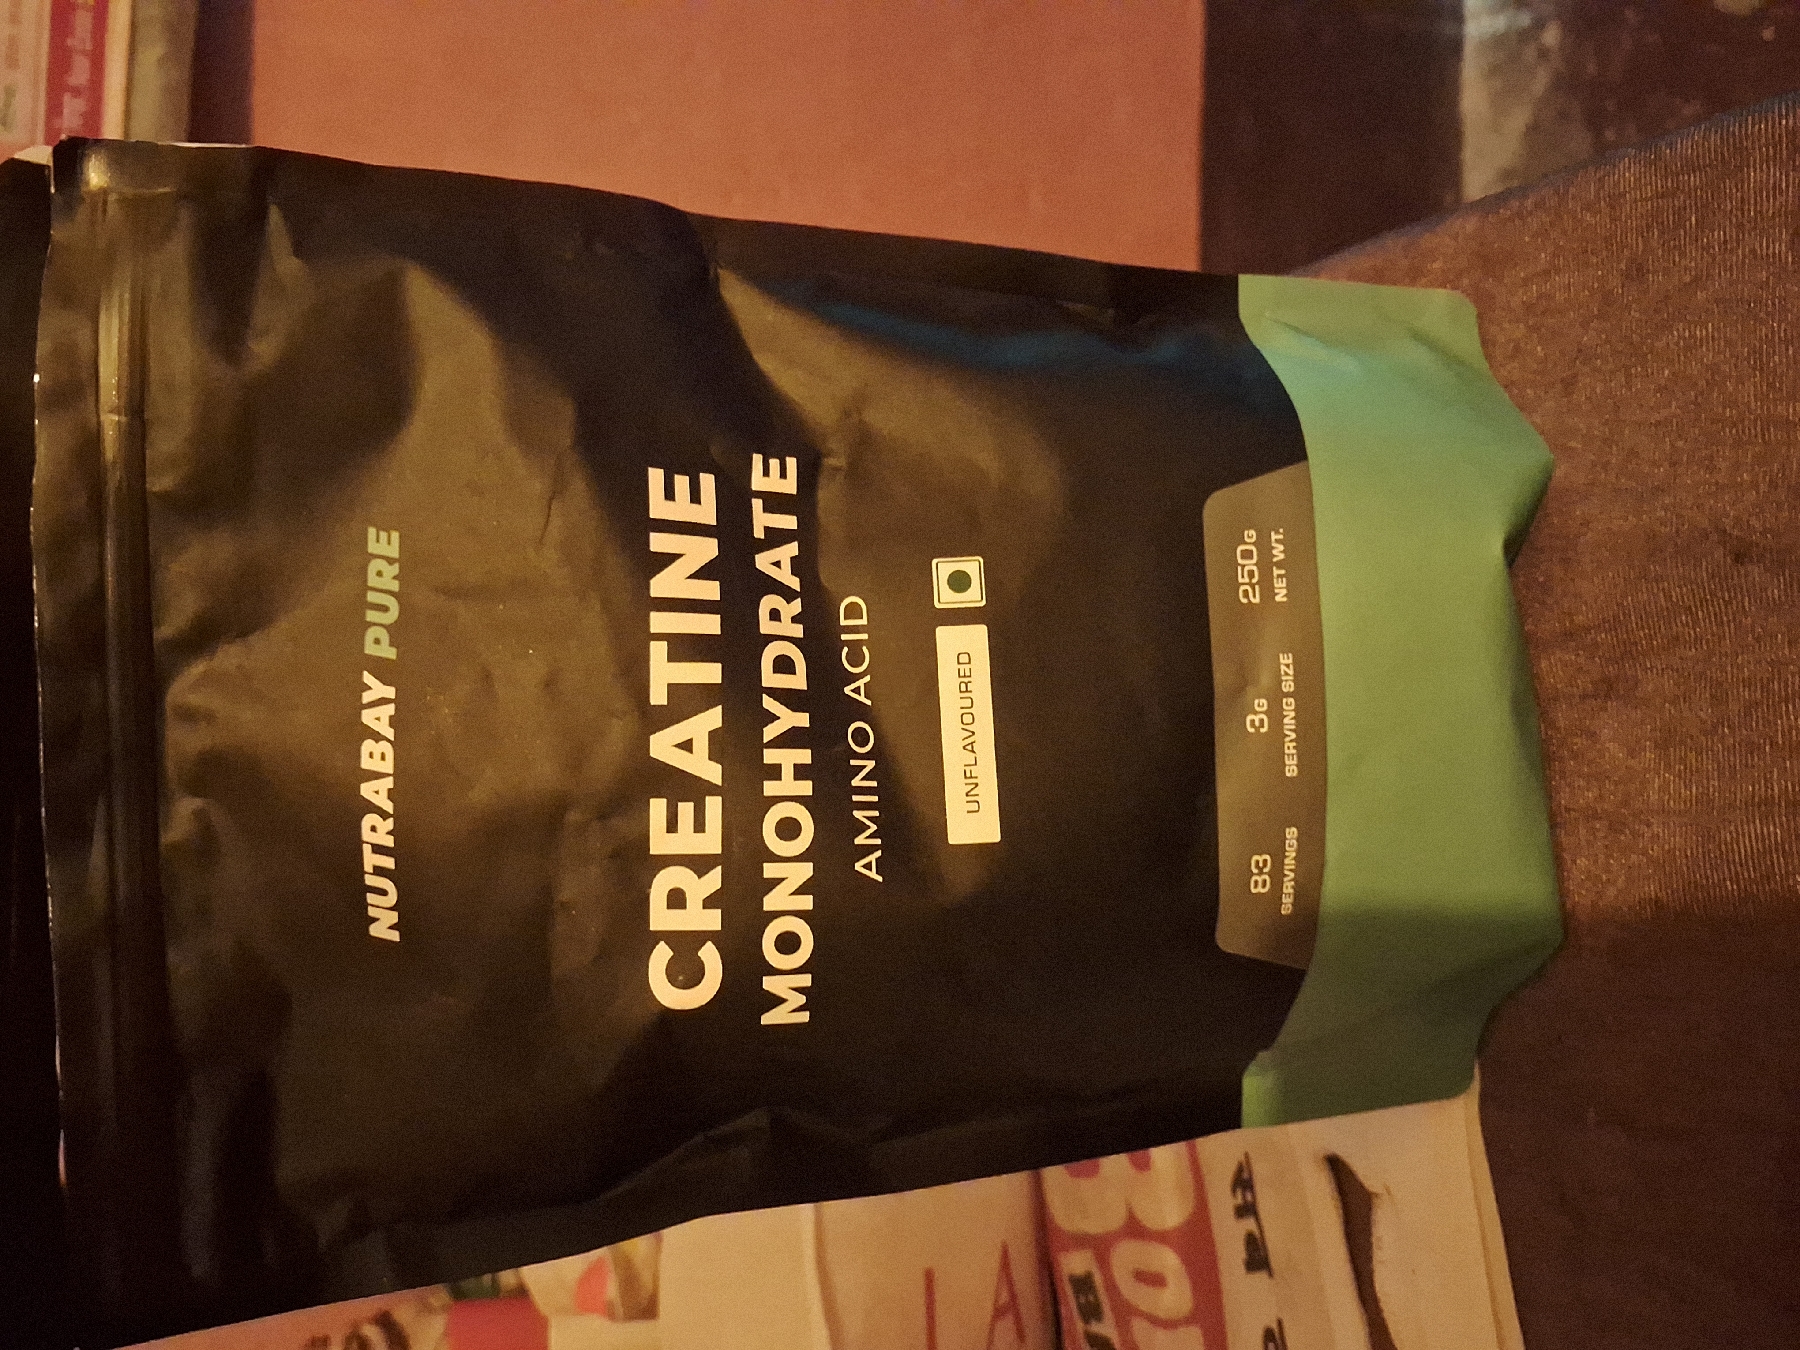 NUTRABAY PURE
CREATINE
MONOHYDRATE
AMINO ACID
UNFLAVOURED
83 3G 250G
SERVINGS SERVING SIZE NET WT.